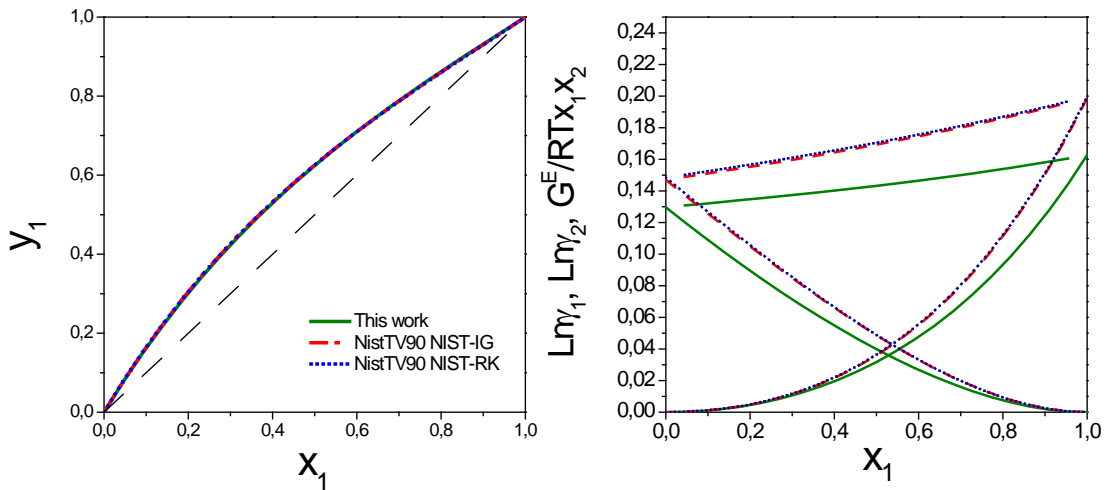 1,0
0,8
0,6
0,4
0,2
0,0
y1
0,0 0,2 0,4 0,6 0,8 1,0
x1
This work
NistTV90 NIST-IG
NistTV90 NIST-RK
0,24
0,22
0,20
0,18
0,16
0,14
0,12
0,10
0,08
0,06
0,04
0,02
0,00
Lnγ1, Lnγ2, G^E/RTx1x2
0,0 0,2 0,4 0,6 0,8 1,0
x1